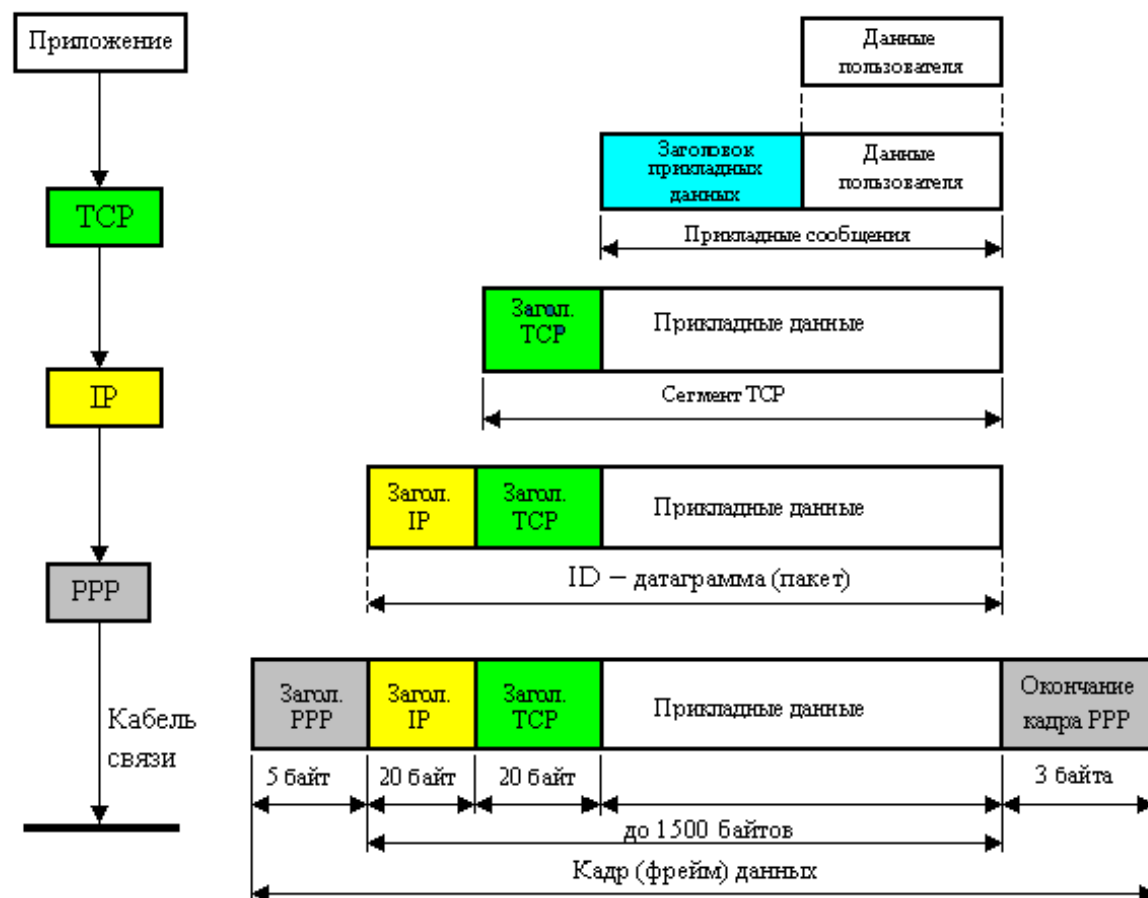 Приложение
Данные
пользователя
Заголовок
прикладных
данных
Данные
пользователя
TCP
Прикладные сообщения
Загол.
TCP
Прикладные данные
IP
Сегмент TCP
Загол.
IP
Загол.
TCP
Прикладные данные
PPP
ID – датаграмма (пакет)
Кабель
связи
Загол.
PPP
Загол.
IP
Загол.
TCP
Прикладные данные
Окончание
кадра PPP
5 байт
20 байт
20 байт
3 байта
до 1500 байтов
Кадр (фрейм) данных